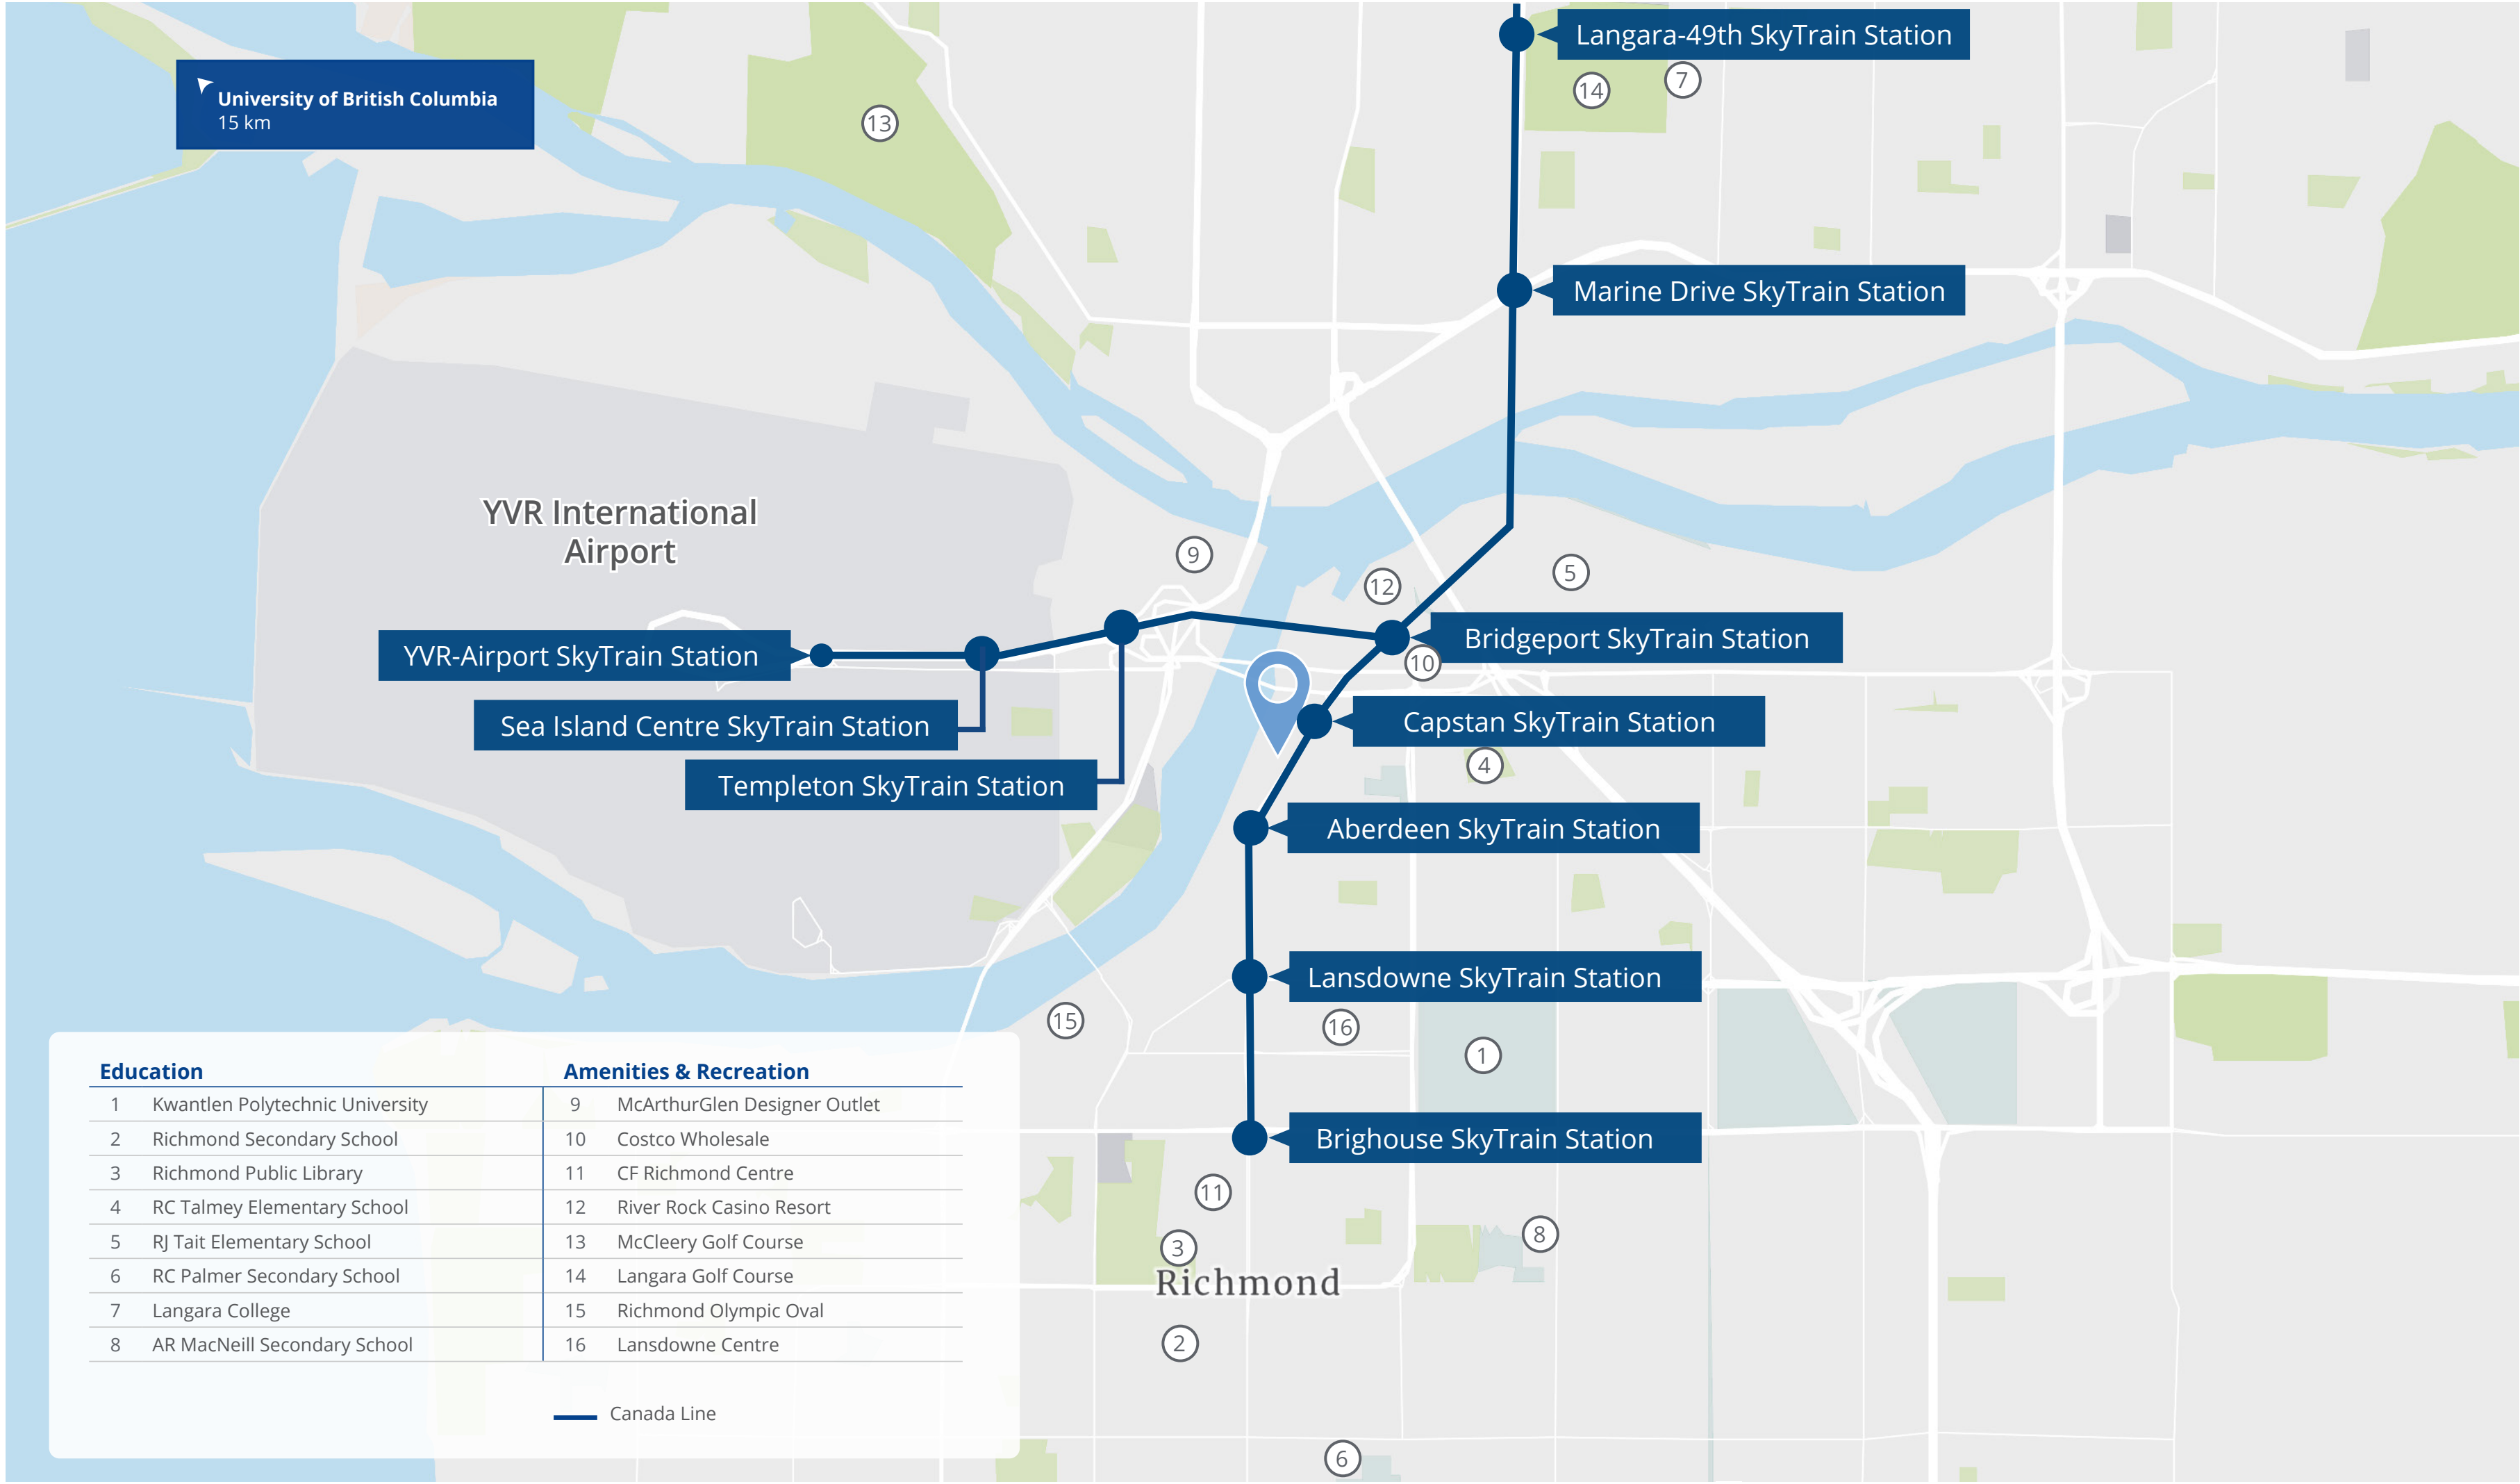 Langara-49th SkyTrain Station
14
7
University of British Columbia
15 km
13
Marine Drive SkyTrain Station
YVR International
Airport
9
12
5
Bridgeport SkyTrain Station
YVR-Airport SkyTrain Station
10
Sea Island Centre SkyTrain Station
Capstan SkyTrain Station
4
Templeton SkyTrain Station
Aberdeen SkyTrain Station
Lansdowne SkyTrain Station
15
16
1
Brighouse SkyTrain Station
11
8
3
Richmond
2
6
Education
1 Kwantlen Polytechnic University
2 Richmond Secondary School
3 Richmond Public Library
4 RC Talmey Elementary School
5 RJ Tait Elementary School
6 RC Palmer Secondary School
7 Langara College
8 AR MacNeill Secondary School
Amenities & Recreation
9 McArthurGlen Designer Outlet
10 Costco Wholesale
11 CF Richmond Centre
12 River Rock Casino Resort
13 McCleery Golf Course
14 Langara Golf Course
15 Richmond Olympic Oval
16 Lansdowne Centre
Canada Line